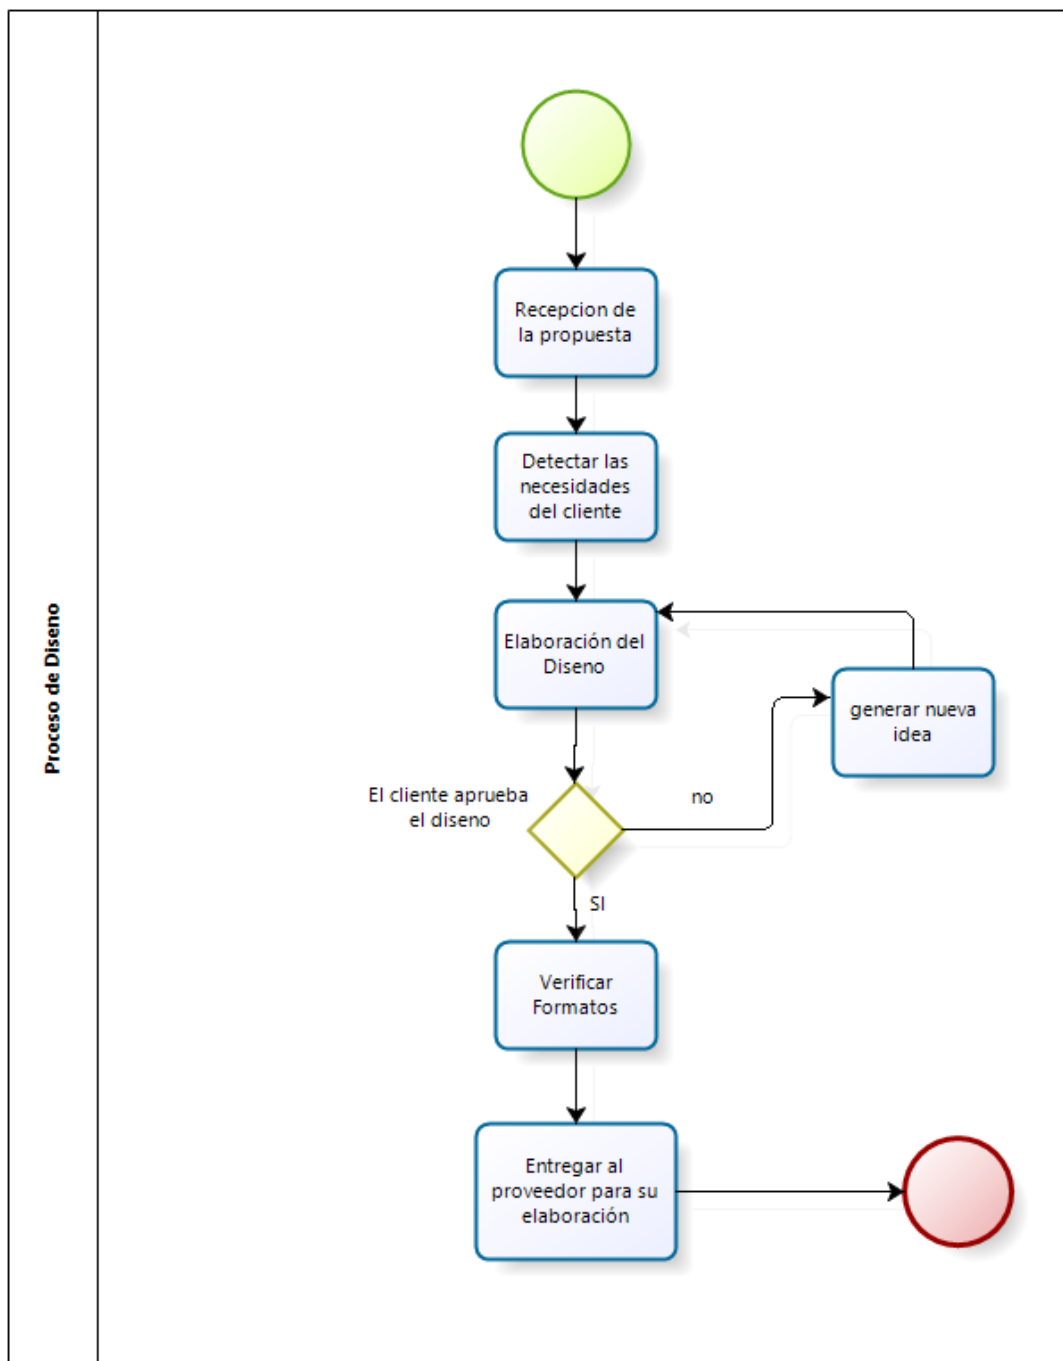 Proceso de Diseno
Recepcion de
la propuesta
Detectar las
necesidades
del cliente
Elaboración del
Diseno
generar nueva
idea
El cliente aprueba
el diseno
no
SI
Verificar
Formatos
Entregar al
proveedor para su
elaboración